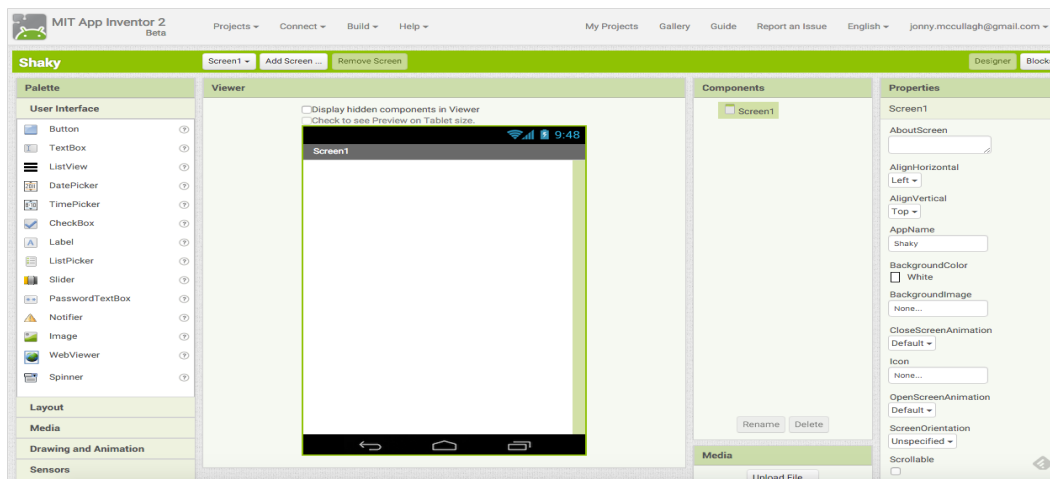 MIT App Inventor 2
Beta
Projects Connect Build Help My Projects Gallery Guide Report an Issue English jonny.mccullagh@gmail.com
Shaky
Screen1 Add Screen ... Remove Screen Designer Block
Palette
User Interface
Button
TextBox
ListView
DatePicker
TimePicker
CheckBox
Label
ListPicker
Slider
PasswordTextBox
Notifier
Image
WebViewer
Spinner
Layout
Media
Drawing and Animation
Sensors
Viewer
Display hidden components in Viewer
Check to see Preview on Tablet size.
9:48
Screen1
Components
Screen1
Rename Delete
Media
Upload File ...
Properties
Screen1
AboutScreen
AlignHorizontal
Left
AlignVertical
Top
AppName
Shaky
BackgroundColor
White
BackgroundImage
None...
CloseScreenAnimation
Default
Icon
None...
OpenScreenAnimation
Default
ScreenOrientation
Unspecified
Scrollable